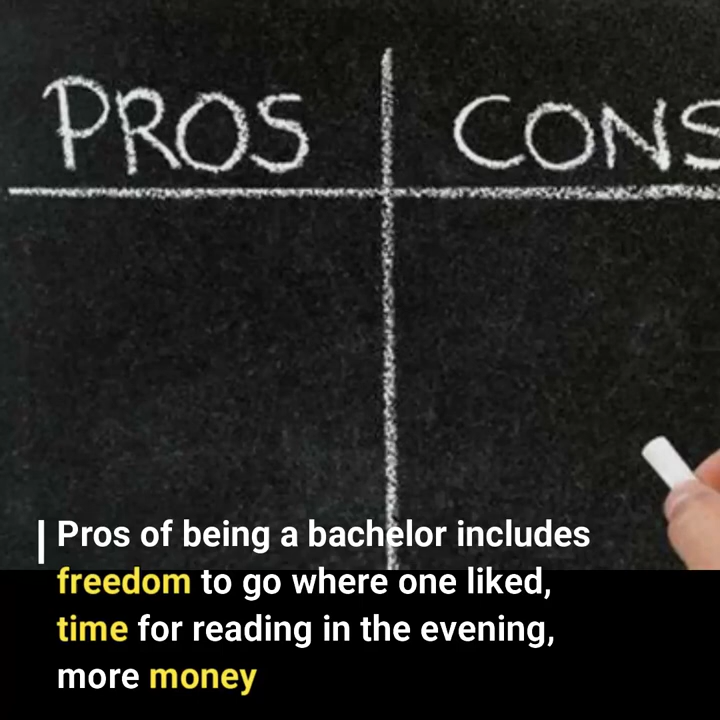 PROS CONS
Pros of being a bachelor includes
freedom to go where one liked,
time for reading in the evening,
more money